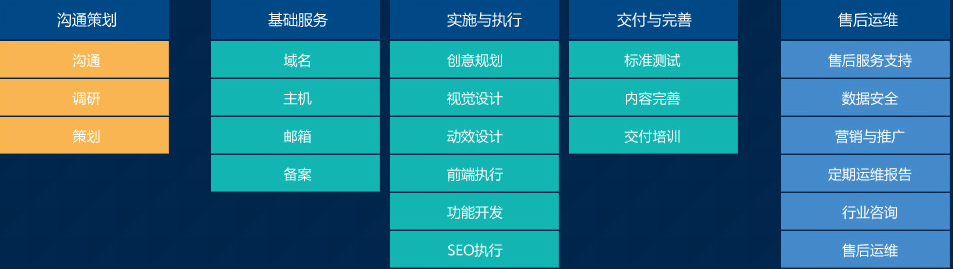 沟通策划
沟通
调研
策划
基础服务
域名
主机
邮箱
备案
实施与执行
创意规划
视觉设计
动效设计
前端执行
功能开发
SEO执行
交付与完善
标准测试
内容完善
交付培训
售后运维
售后服务支持
数据安全
营销与推广
定期运维报告
行业咨询
售后运维